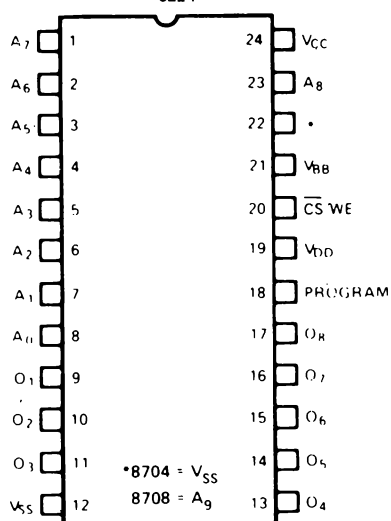 A7 1 24 VCC
A6 2 23 A8
A5 3 22 •
A4 4 21 VBB
A3 5 20 C̅S̅ WE
A2 6 19 VDD
A1 7 18 PROGRAM
A0 8 17 O8
O1 9 16 O7
O2 10 15 O6
O3 11 14 O5
VSS 12 13 O4
•8704 = VSS
8708 = A9